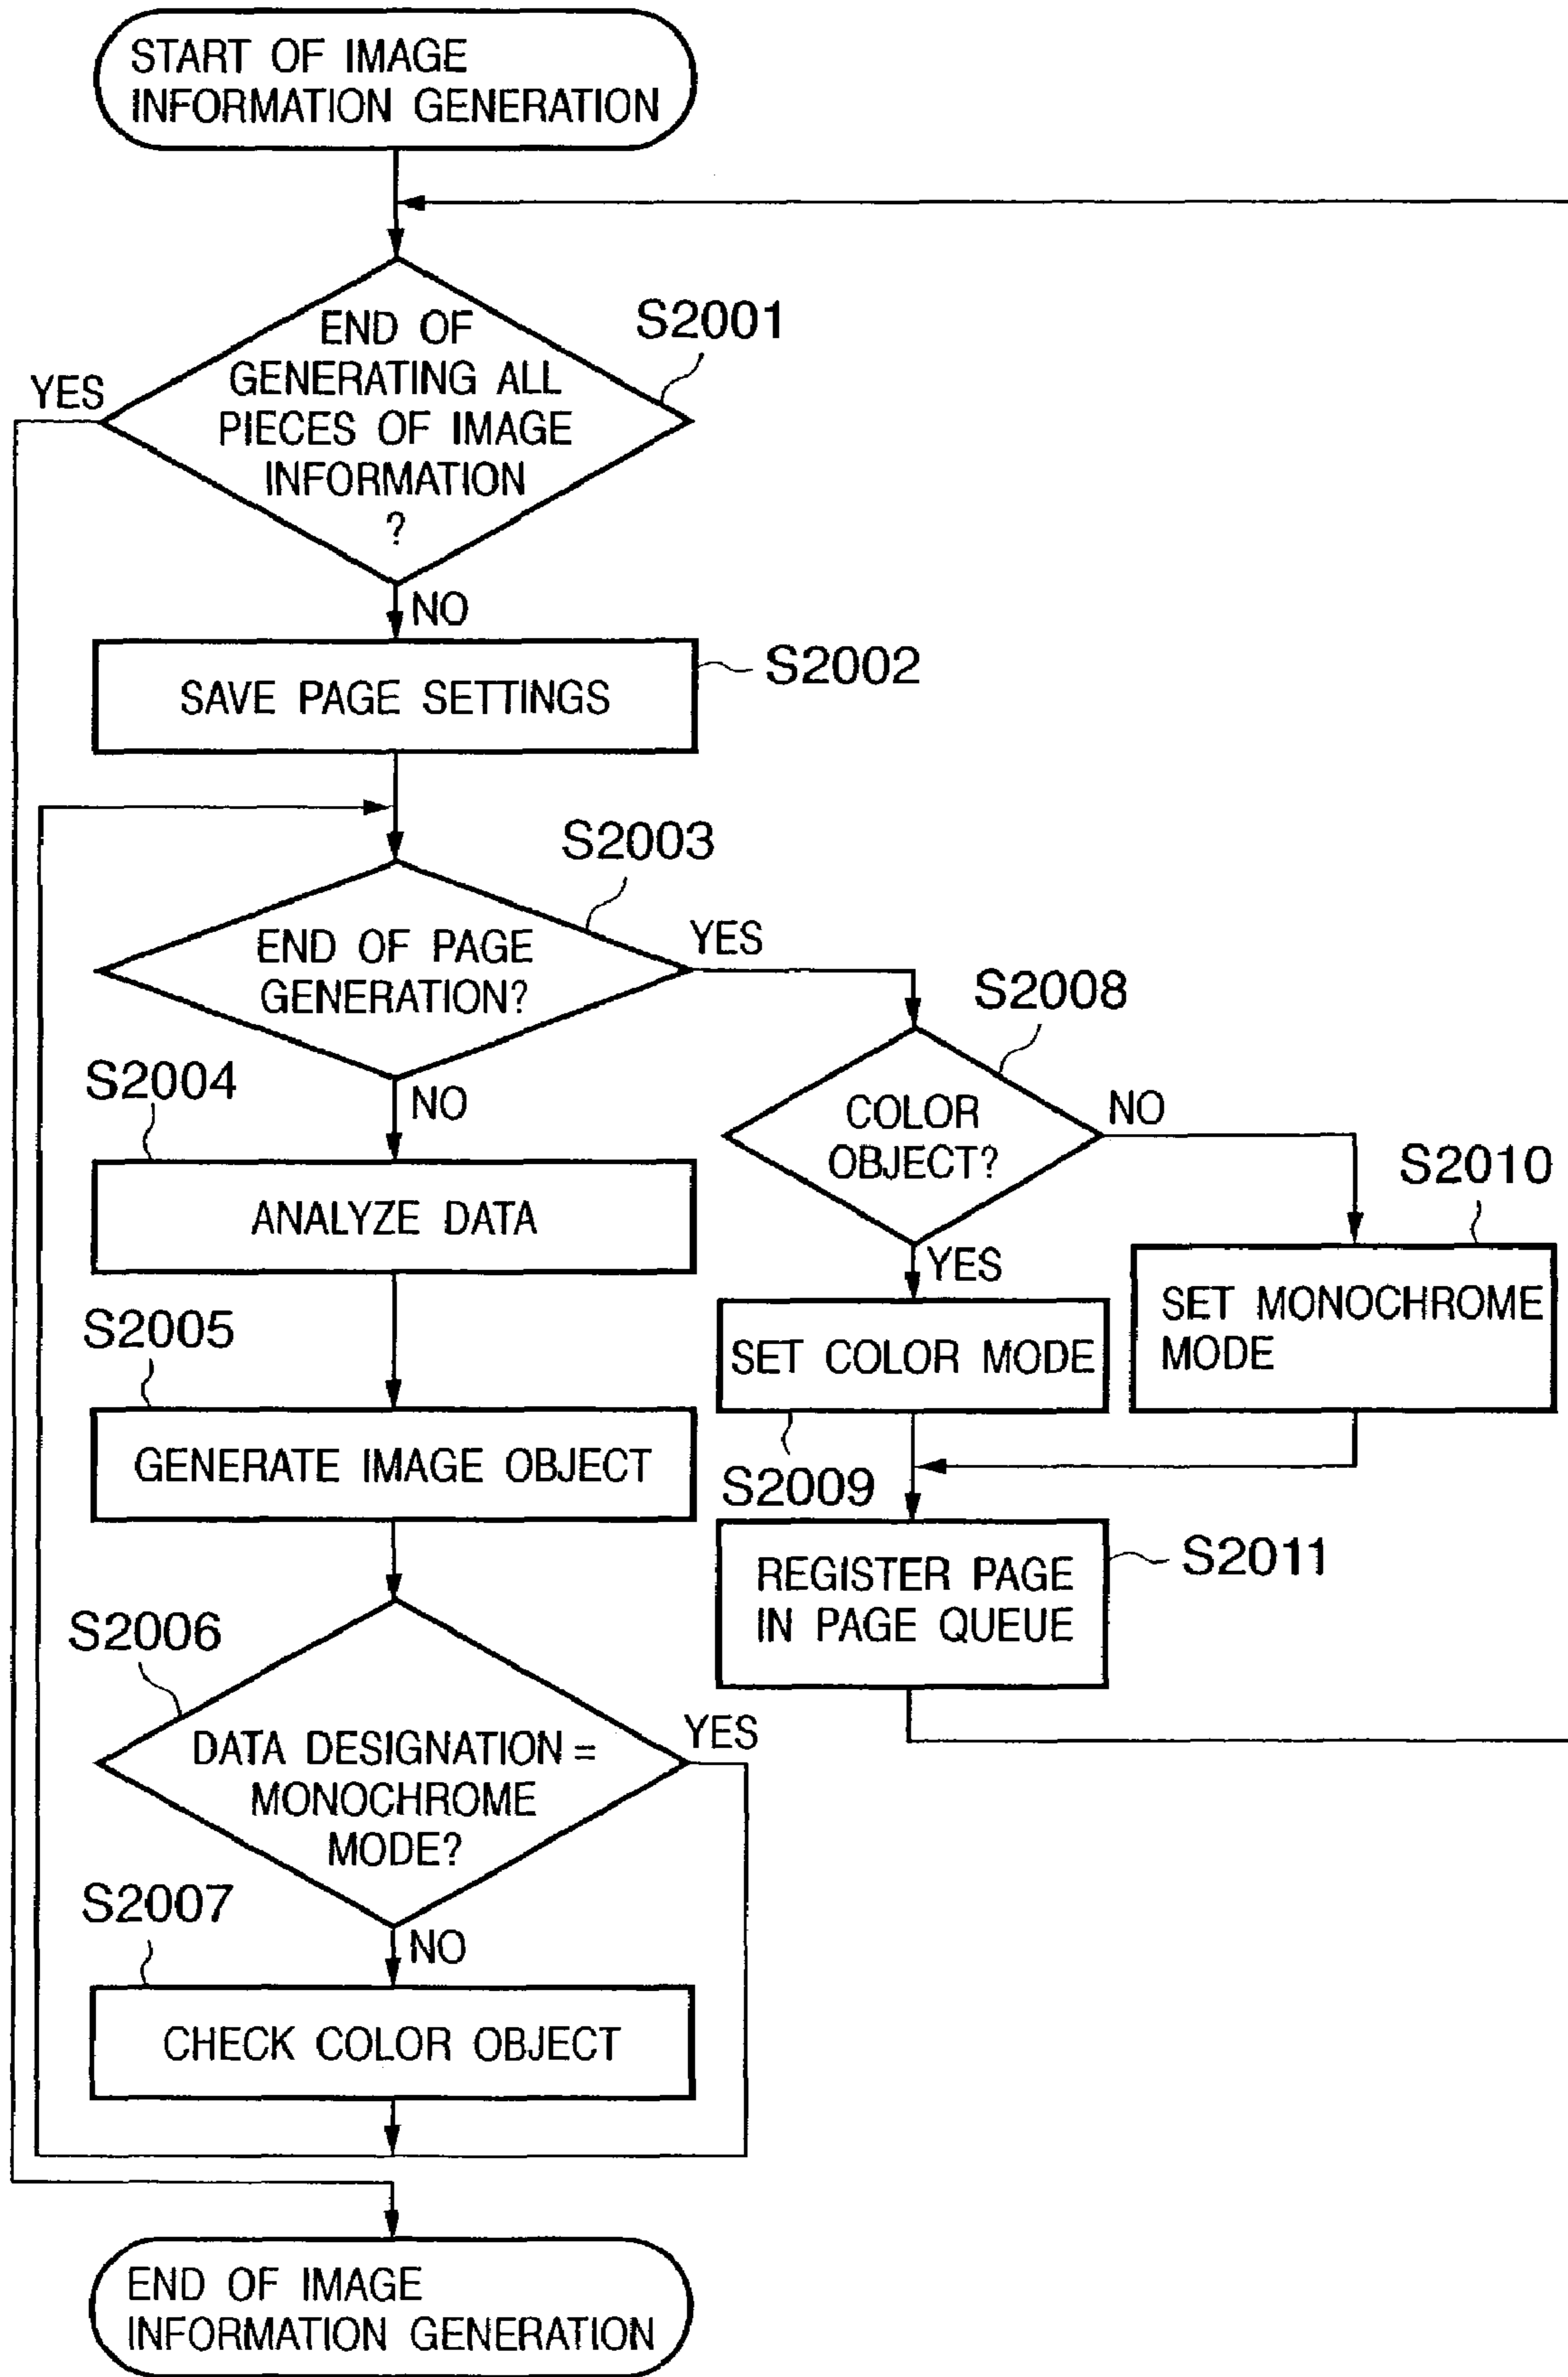 START OF IMAGE
INFORMATION GENERATION
END OF
GENERATING ALL
PIECES OF IMAGE
INFORMATION
?
S2001
YES
NO
SAVE PAGE SETTINGS
S2002
END OF PAGE
GENERATION?
S2003
YES
NO
S2004
ANALYZE DATA
S2005
GENERATE IMAGE OBJECT
S2006
DATA DESIGNATION =
MONOCHROME
MODE?
YES
NO
S2007
CHECK COLOR OBJECT
S2008
COLOR
OBJECT?
NO
YES
SET COLOR MODE
S2009
S2010
SET MONOCHROME
MODE
REGISTER PAGE
IN PAGE QUEUE
S2011
END OF IMAGE
INFORMATION GENERATION